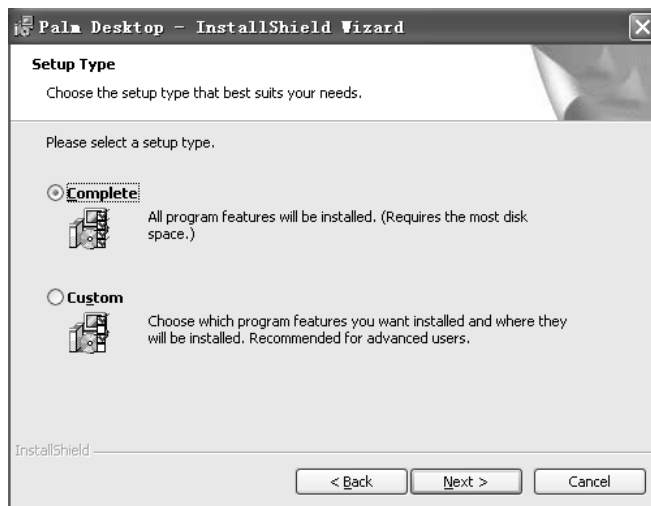 Palm Desktop - InstallShield Wizard
Setup Type
Choose the setup type that best suits your needs.
Please select a setup type.
Complete
All program features will be installed. (Requires the most disk
space.)
Custom
Choose which program features you want installed and where they
will be installed. Recommended for advanced users.
InstallShield
< Back
Next >
Cancel